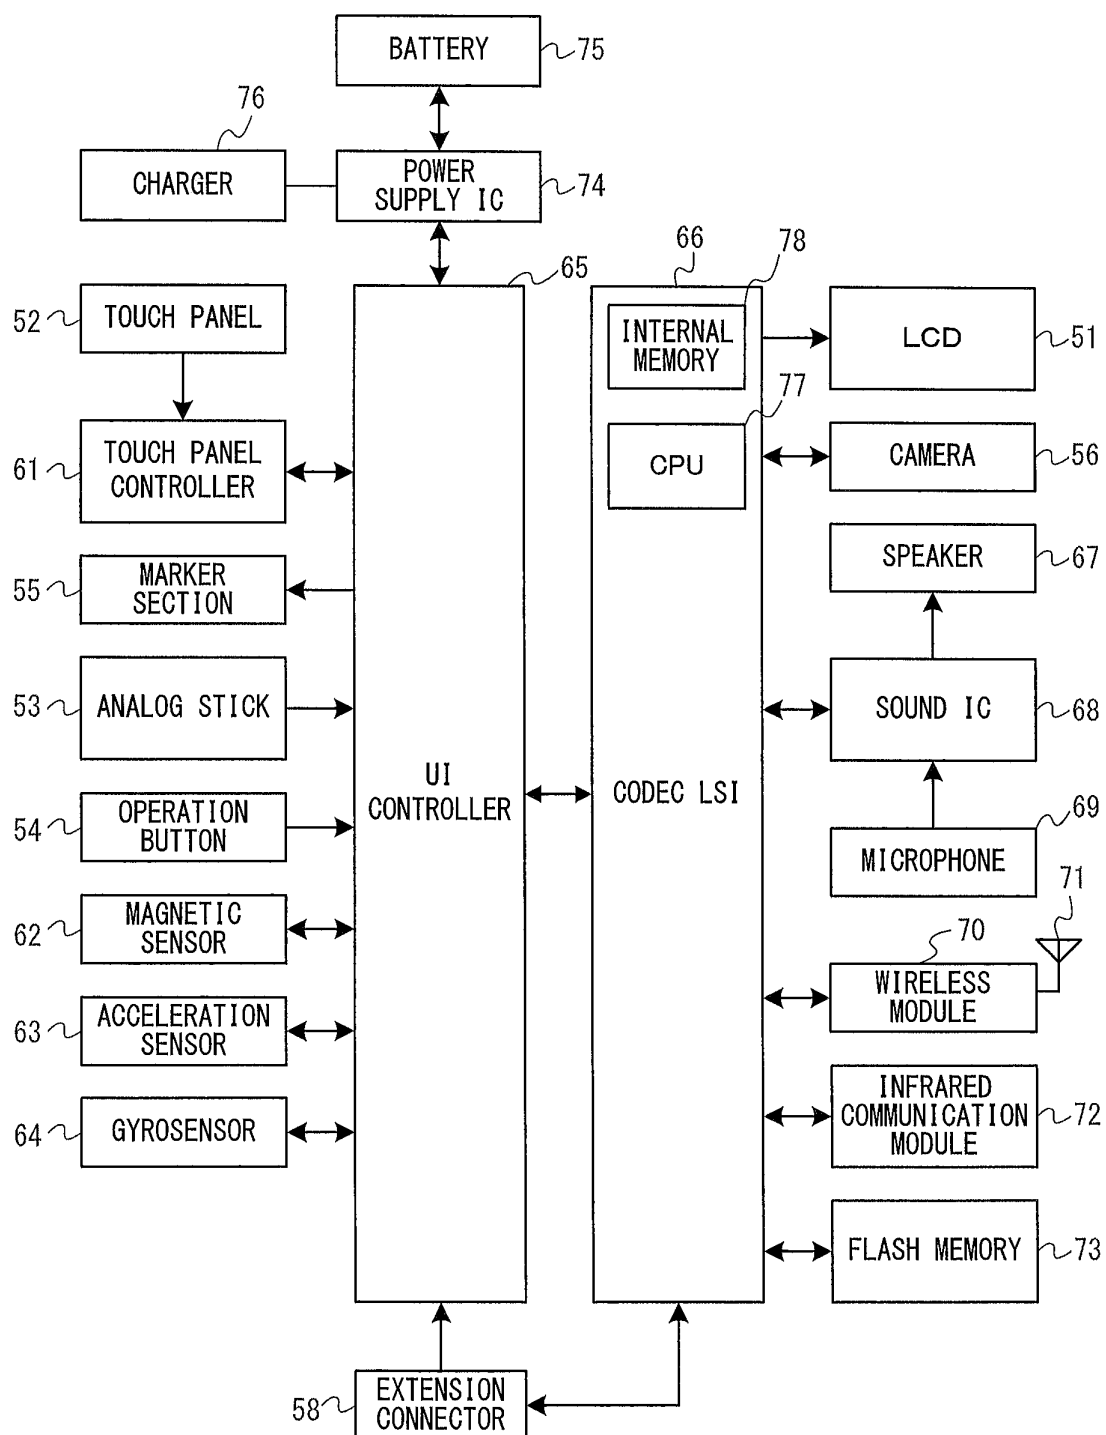 BATTERY
75
76
CHARGER
POWER
SUPPLY IC
74
65
66
78
52
TOUCH PANEL
INTERNAL
MEMORY
LCD
51
77
61
TOUCH PANEL
CONTROLLER
CPU
CAMERA
56
SPEAKER
67
55
MARKER
SECTION
53
ANALOG STICK
SOUND IC
68
UI
CONTROLLER
CODEC LSI
54
OPERATION
BUTTON
69
MICROPHONE
71
62
MAGNETIC
SENSOR
70
WIRELESS
MODULE
63
ACCELERATION
SENSOR
64
GYROSENSOR
INFRARED
COMMUNICATION
MODULE
72
FLASH MEMORY
73
58
EXTENSION
CONNECTOR